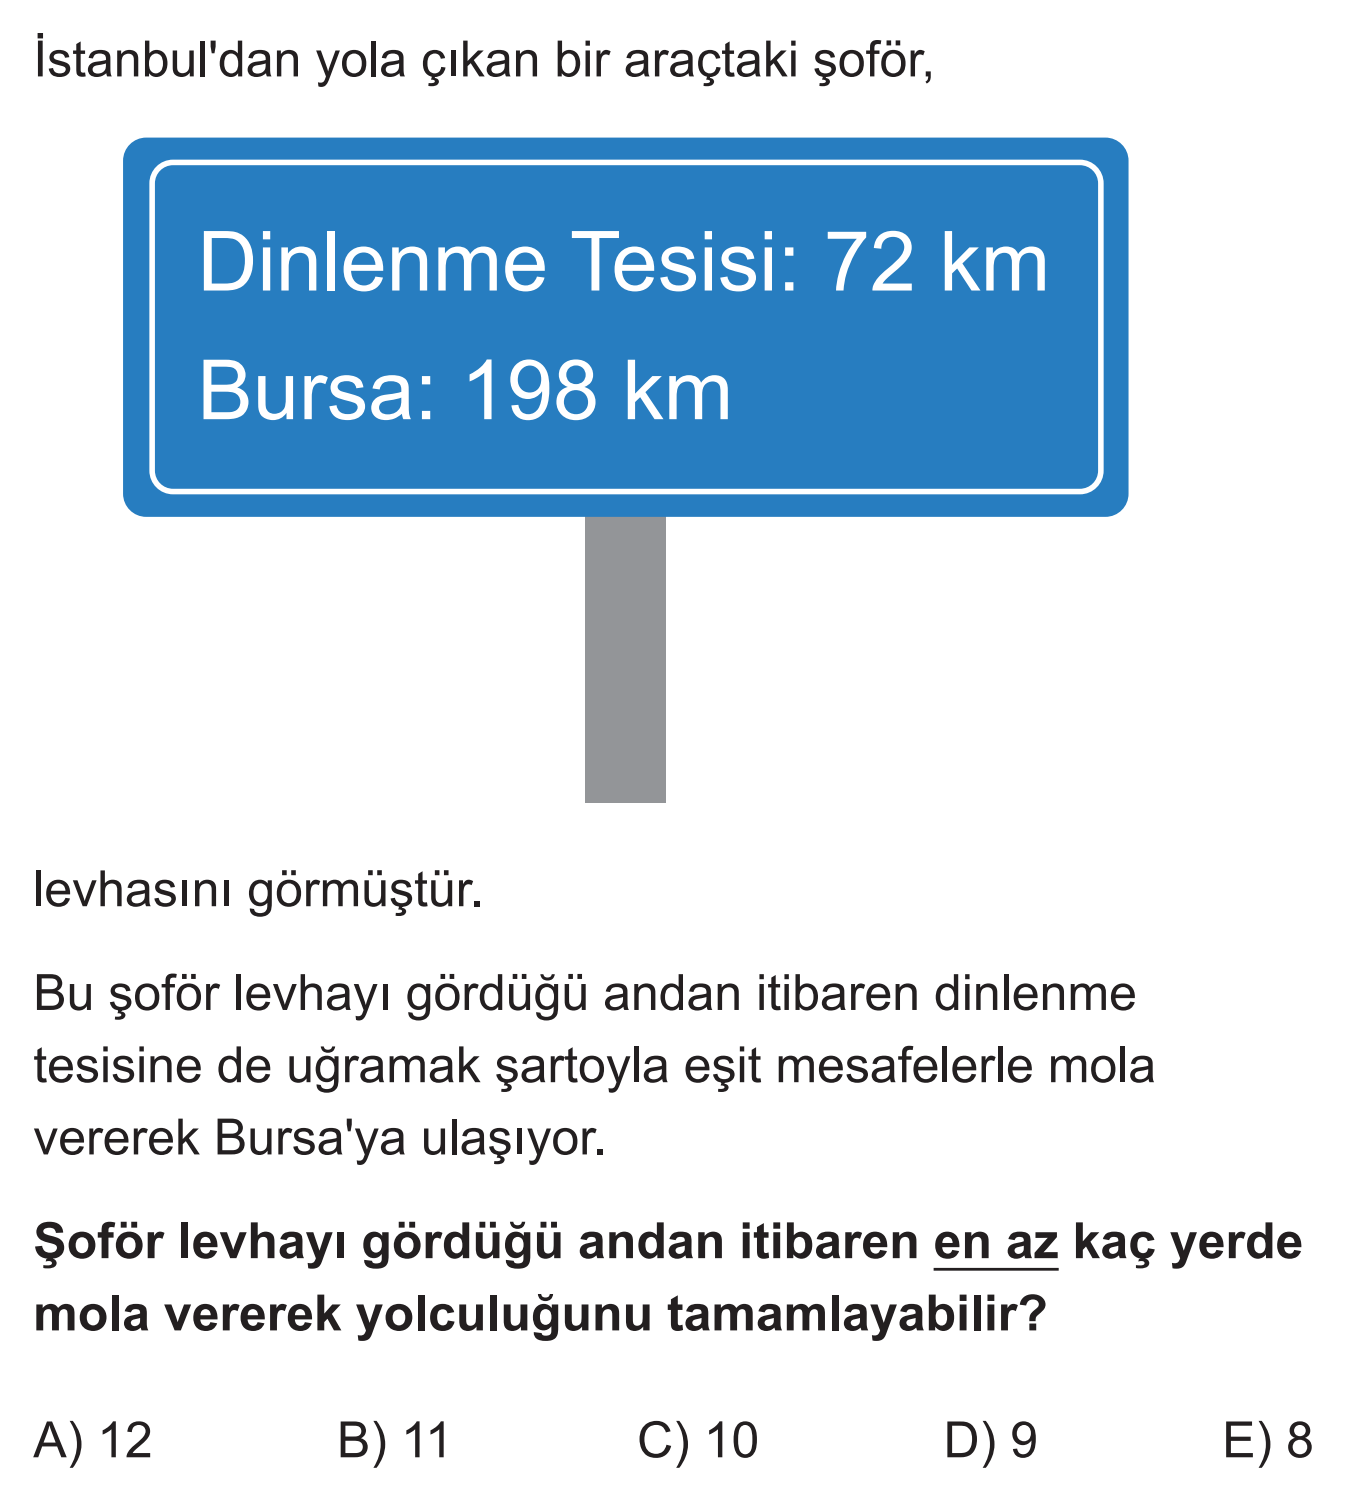 İstanbul'dan yola çıkan bir araçtaki şoför,
Dinlenme Tesisi: 72 km
Bursa: 198 km
levhasını görmüştür.
Bu şoför levhayı gördüğü andan itibaren dinlenme
tesisine de uğramak şartoyla eşit mesafelerle mola
vererek Bursa'ya ulaşıyor.
Şoför levhayı gördüğü andan itibaren en az kaç yerde
mola vererek yolculuğunu tamamlayabilir?
A) 12 B) 11 C) 10 D) 9 E) 8